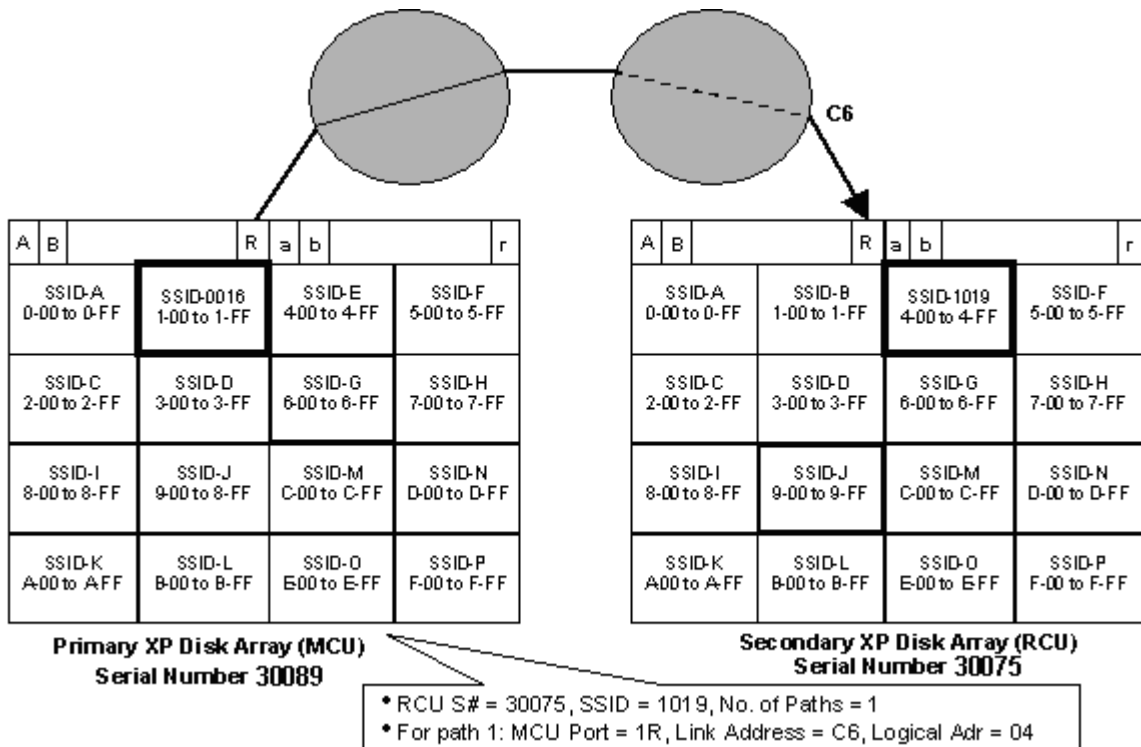 C6
A B R a b r
SSID-A SSID-0016 SSID-E SSID-F
0-00 to 0-FF 1-00 to 1-FF 4-00 to 4-FF 5-00 to 5-FF
SSID-C SSID-D SSID-G SSID-H
2-00 to 2-FF 3-00 to 3-FF 6-00 to 6-FF 7-00 to 7-FF
SSID-I SSID-J SSID-M SSID-N
8-00 to 8-FF 9-00 to 8-FF C-00 to C-FF D-00 to D-FF
SSID-K SSID-L SSID-O SSID-P
A-00 to A-FF B-00 to B-FF E-00 to E-FF F-00 to F-FF
Primary XP Disk Array (MCU)
Serial Number 30089
A B R a b r
SSID-A SSID-B SSID-1019 SSID-F
0-00 to 0-FF 1-00 to 1-FF 4-00 to 4-FF 5-00 to 5-FF
SSID-C SSID-D SSID-G SSID-H
2-00 to 2-FF 3-00 to 3-FF 6-00 to 6-FF 7-00 to 7-FF
SSID-I SSID-J SSID-M SSID-N
8-00 to 8-FF 9-00 to 9-FF C-00 to C-FF D-00 to D-FF
SSID-K SSID-L SSID-O SSID-P
A-00 to A-FF B-00 to B-FF E-00 to E-FF F-00 to F-FF
Secondary XP Disk Array (RCU)
Serial Number 30075
• RCU S# = 30075, SSID = 1019, No. of Paths = 1
• For path 1: MCU Port = 1R, Link Address = C6, Logical Adr = 04